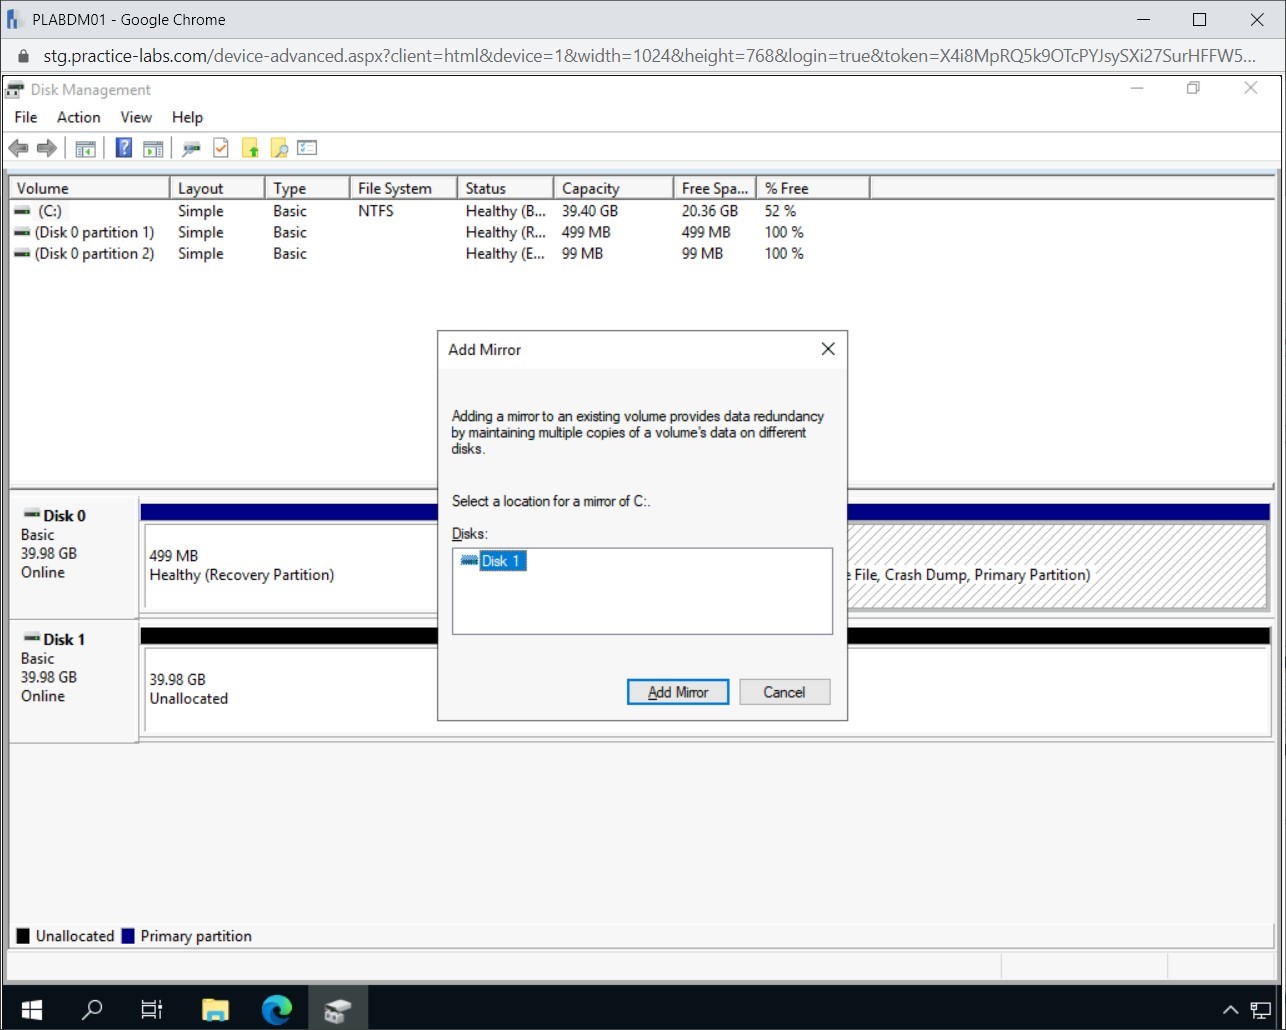 PLABDM01 - Google Chrome
stg.practice-labs.com/device-advanced.aspx?client=html&device=1&width=1024&height=768&login=true&token=X4i8MpRQ5k9OTcPYJsySXi27SurHFFW5...
Disk Management
File Action View Help
Volume Layout Type File System Status Capacity Free Spa... % Free
(C:) Simple Basic NTFS Healthy (B... 39.40 GB 20.36 GB 52 %
(Disk 0 partition 1) Simple Basic Healthy (R... 499 MB 499 MB 100 %
(Disk 0 partition 2) Simple Basic Healthy (E... 99 MB 99 MB 100 %
Add Mirror
Adding a mirror to an existing volume provides data redundancy
by maintaining multiple copies of a volume's data on different
disks.
Select a location for a mirror of C:.
Disks:
Disk 1
Add Mirror Cancel
Disk 0
Basic
39.98 GB
Online
499 MB
Healthy (Recovery Partition)
e File, Crash Dump, Primary Partition)
Disk 1
Basic
39.98 GB
Online
39.98 GB
Unallocated
Unallocated Primary partition